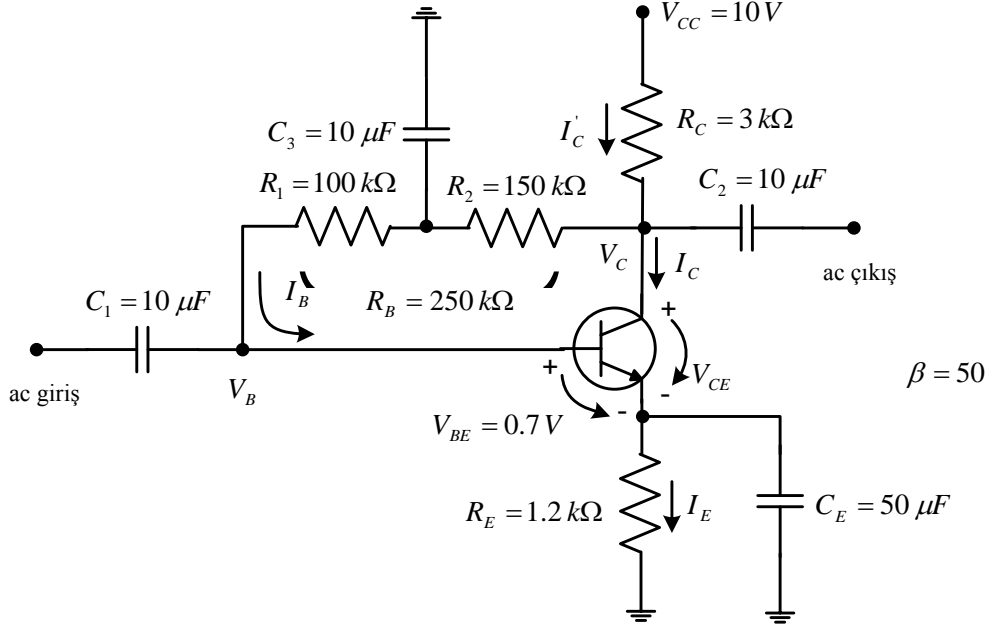 V_CC = 10 V
C_3 = 10 μF
I_C'
R_C = 3 kΩ
R_1 = 100 kΩ
R_2 = 150 kΩ
C_2 = 10 μF
V_C
I_C
ac çıkış
I_B
R_B = 250 kΩ
C_1 = 10 μF
+
+
V_CE
-
ac giriş
V_B
β = 50
V_BE = 0.7 V
-
R_E = 1.2 kΩ
I_E
C_E = 50 μF